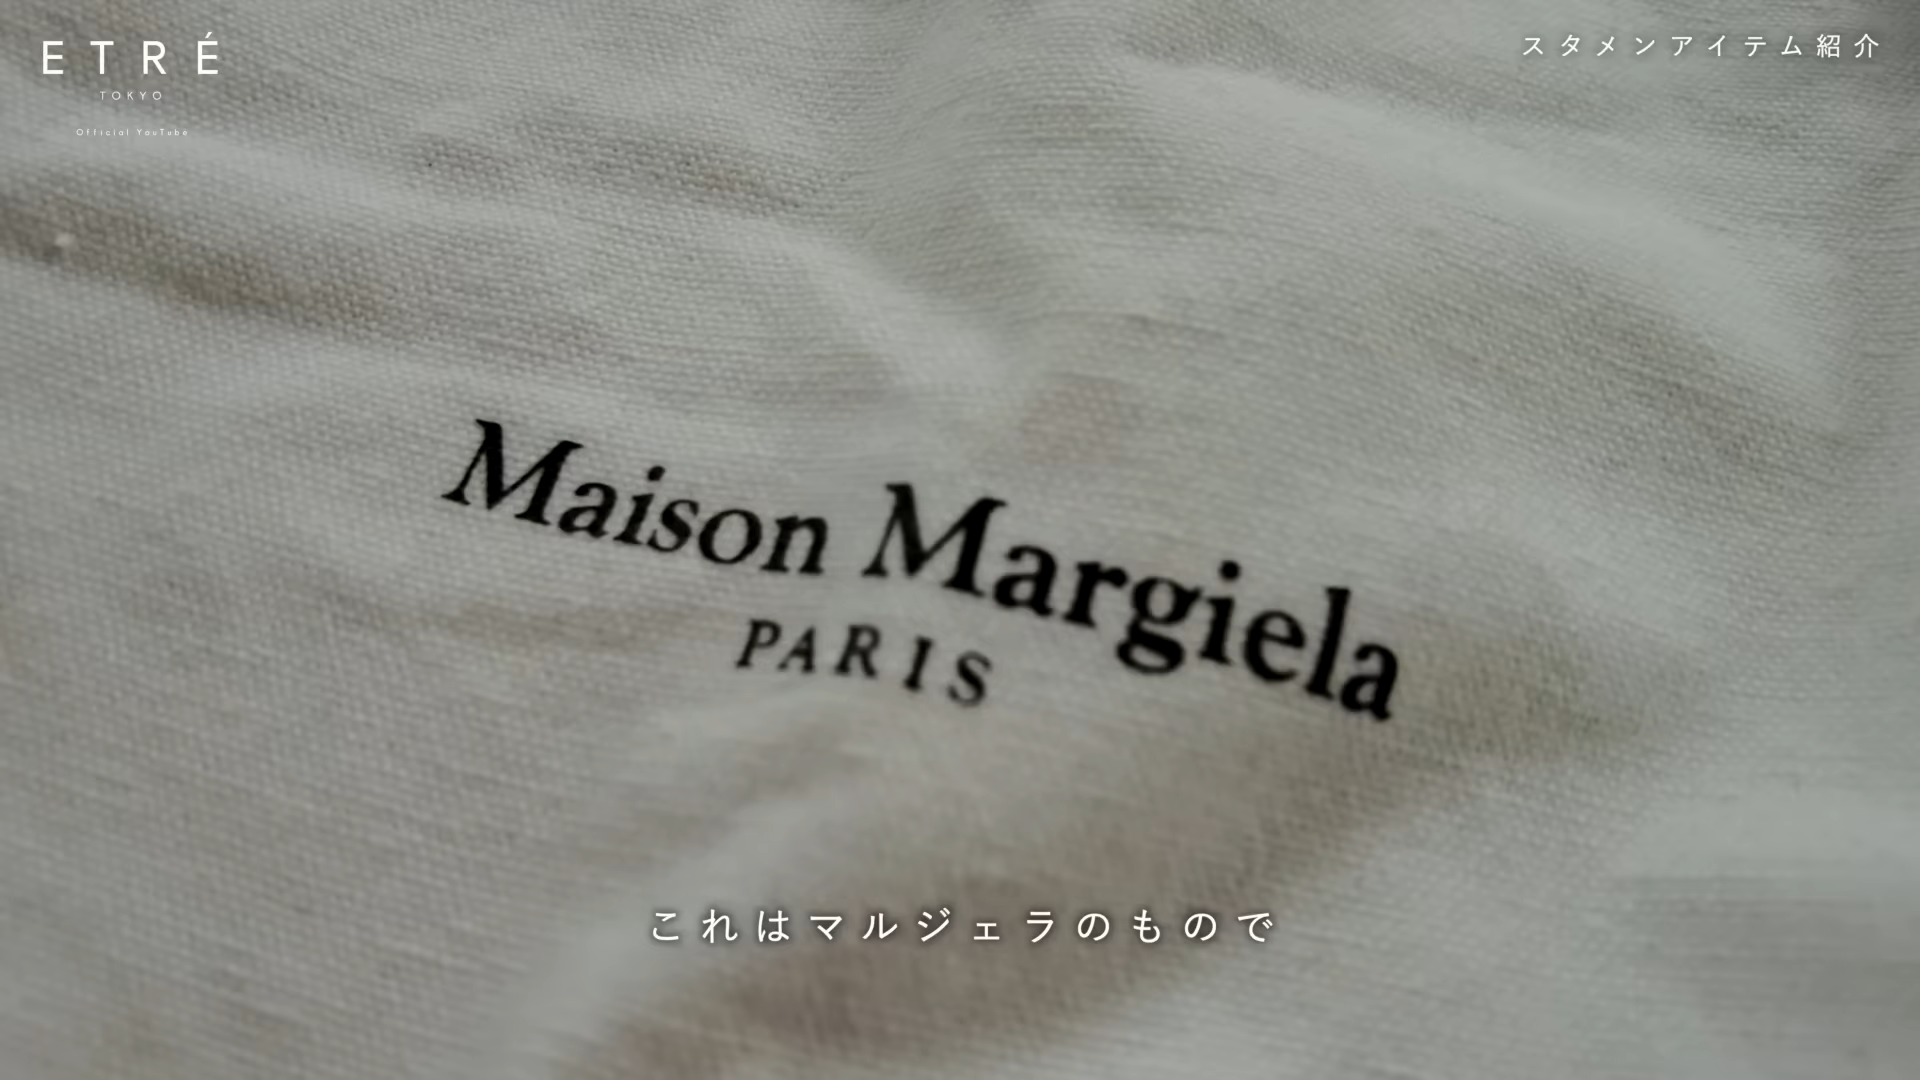 ETRÉ
TOKYO
Official YouTube
スタメンアイテム紹介
Maison Margiela
PARIS
これはマルジェラのもので